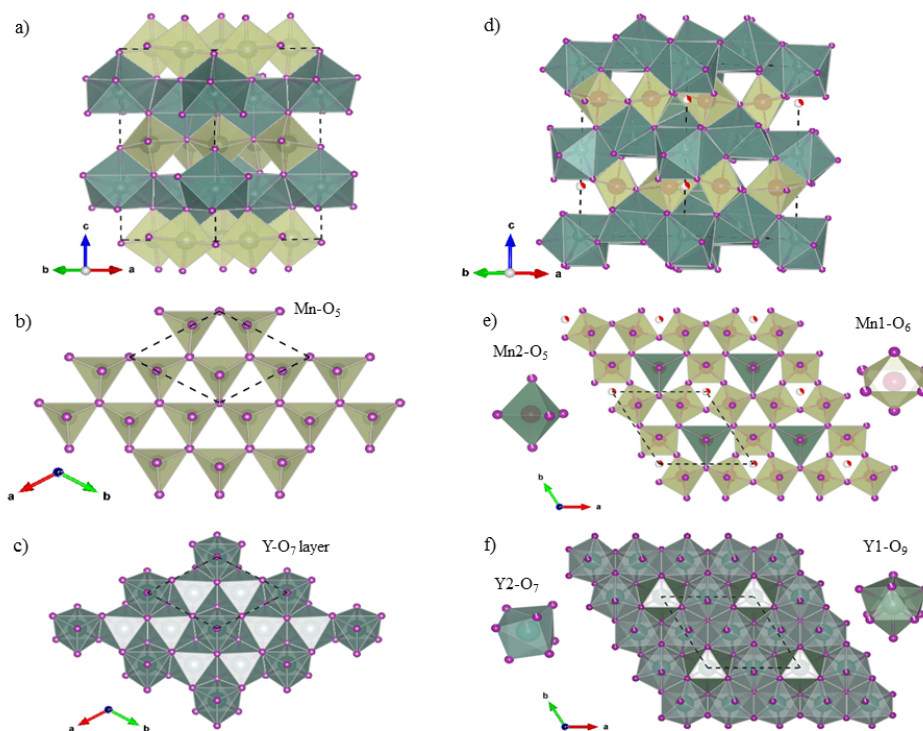 a)
c
b
a
b)
Mn-O₅
a
b
c)
Y-O₇ layer
a
b
d)
c
b
a
e)
Mn2-O₅
Mn1-O₆
b
a
f)
Y2-O₇
Y1-O₉
b
a